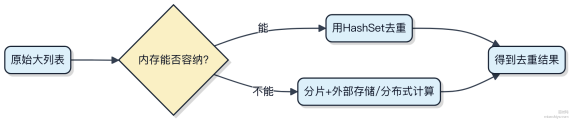 原始大列表
内存能否容纳?
能
用HashSet去重
不能
分片+外部存储/分布式计算
得到去重结果